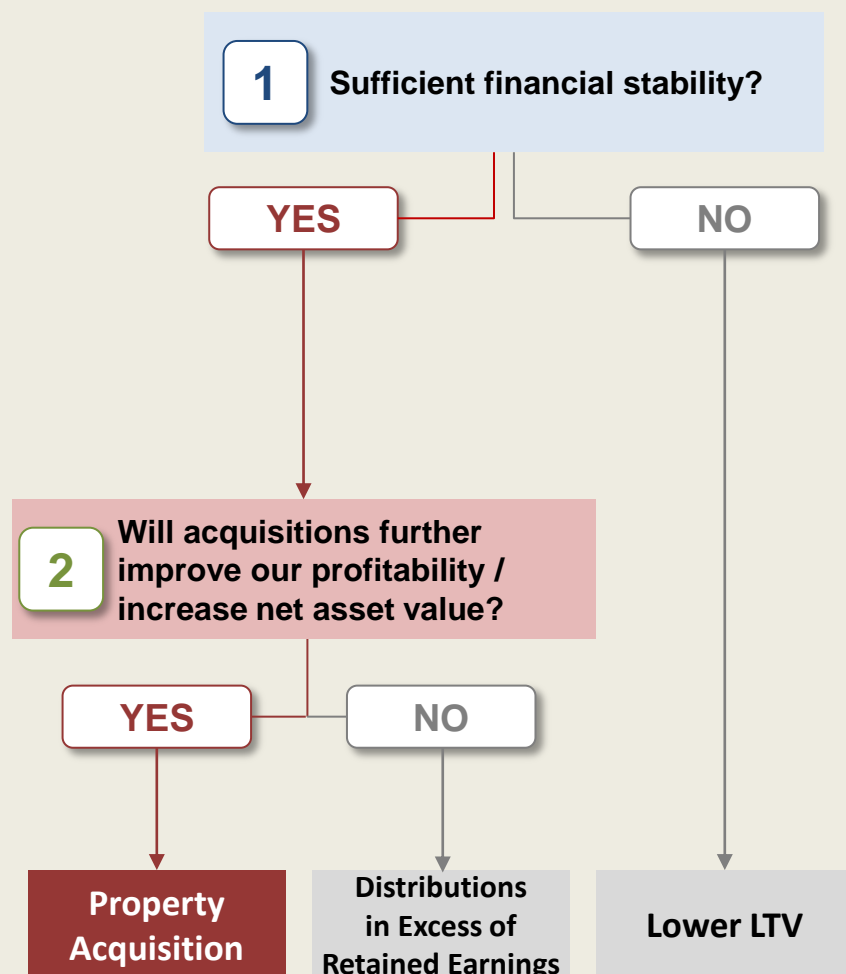 1
Sufficient financial stability?
YES
NO
2
Will acquisitions further
improve our profitability /
increase net asset value?
YES
NO
Property
Acquisition
Distributions
in Excess of
Retained Earnings
Lower LTV